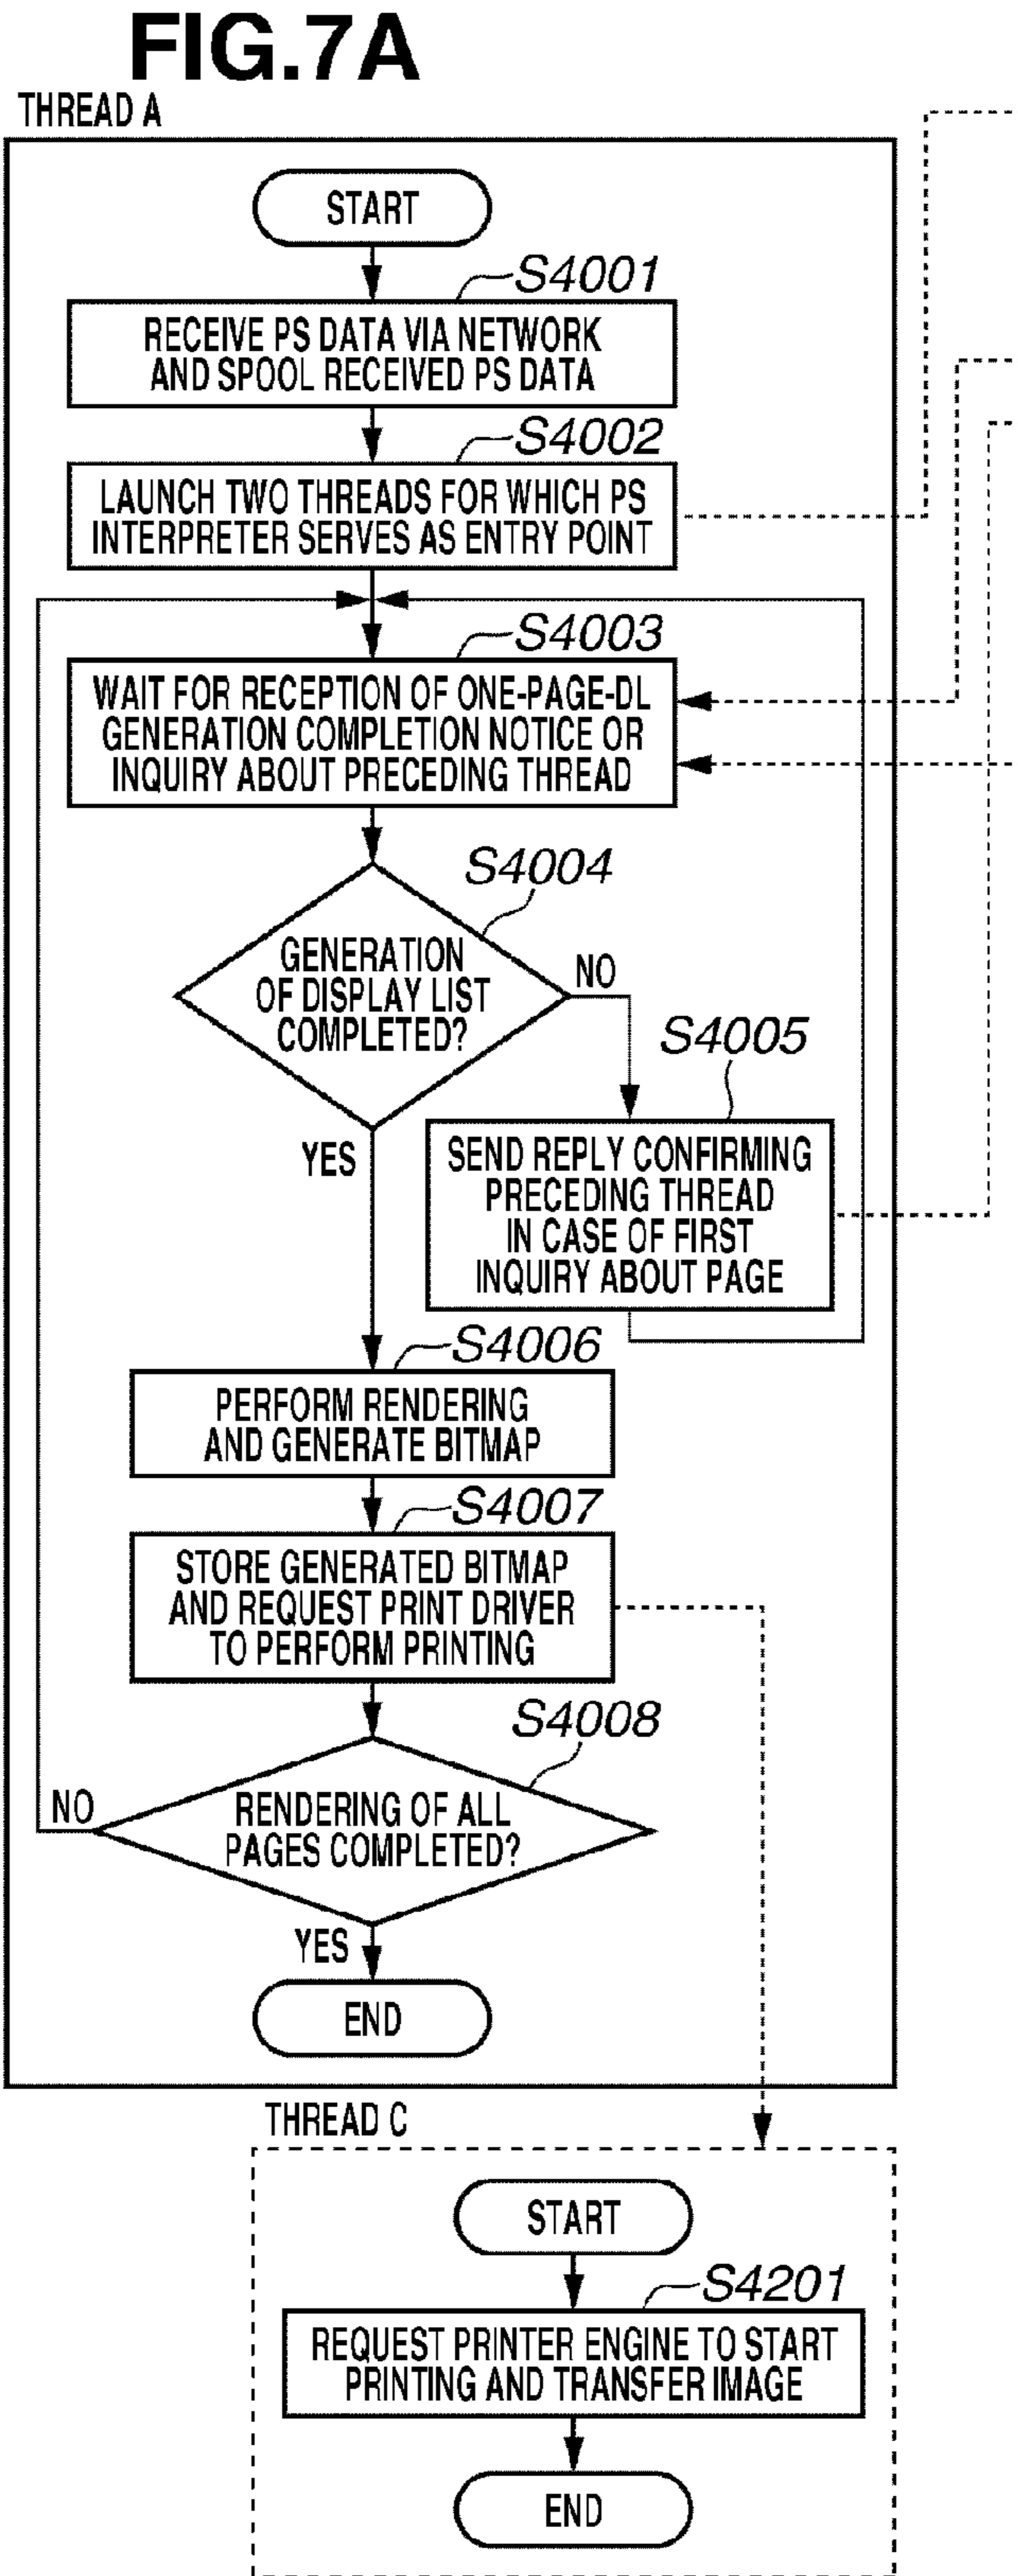 FIG.7A
THREAD A
START
S4001
RECEIVE PS DATA VIA NETWORK
AND SPOOL RECEIVED PS DATA
S4002
LAUNCH TWO THREADS FOR WHICH PS
INTERPRETER SERVES AS ENTRY POINT
S4003
WAIT FOR RECEPTION OF ONE-PAGE-DL
GENERATION COMPLETION NOTICE OR
INQUIRY ABOUT PRECEDING THREAD
S4004
GENERATION
OF DISPLAY LIST
COMPLETED?
NO
S4005
SEND REPLY CONFIRMING
PRECEDING THREAD
IN CASE OF FIRST
INQUIRY ABOUT PAGE
YES
S4006
PERFORM RENDERING
AND GENERATE BITMAP
S4007
STORE GENERATED BITMAP
AND REQUEST PRINT DRIVER
TO PERFORM PRINTING
S4008
RENDERING OF ALL
PAGES COMPLETED?
NO
YES
END
THREAD C
START
S4201
REQUEST PRINTER ENGINE TO START
PRINTING AND TRANSFER IMAGE
END